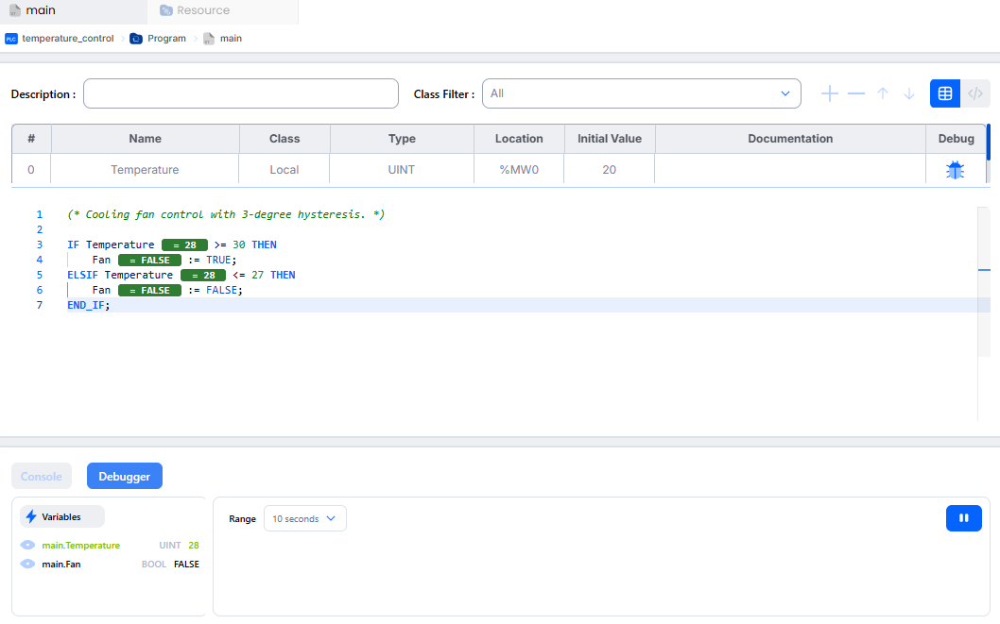 main Resource
PLC temperature_control Program main
Description : Class Filter : All
# Name Class Type Location Initial Value Documentation Debug
0 Temperature Local UINT %MW0 20
1 (* Cooling fan control with 3-degree hysteresis. *)
2
3 IF Temperature = 28 >= 30 THEN
4 Fan = FALSE := TRUE;
5 ELSIF Temperature = 28 <= 27 THEN
6 Fan = FALSE := FALSE;
7 END_IF;
Console Debugger
Variables
main.Temperature UINT 28
main.Fan BOOL FALSE
Range 10 seconds